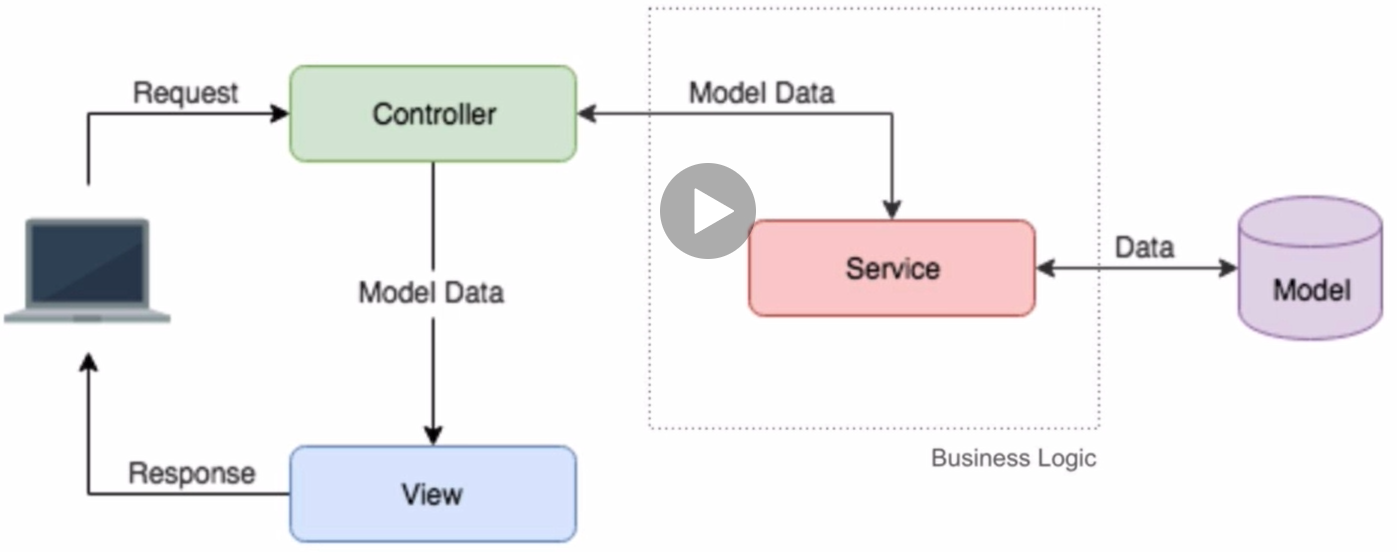 Request
Controller
Model Data
Service
Data
Model
Model Data
Business Logic
Response
View